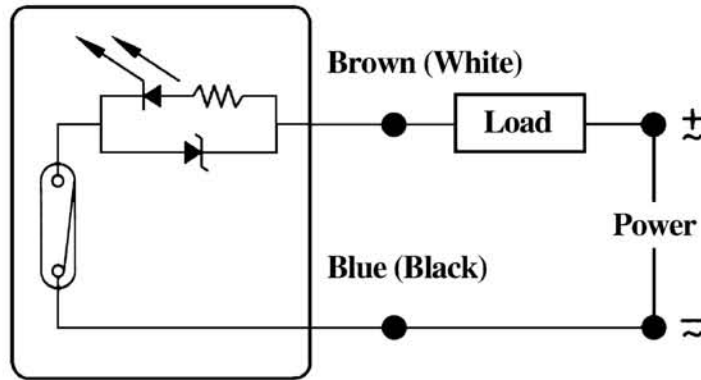 Brown (White)
Load
+
~
Power
Blue (Black)
−
~